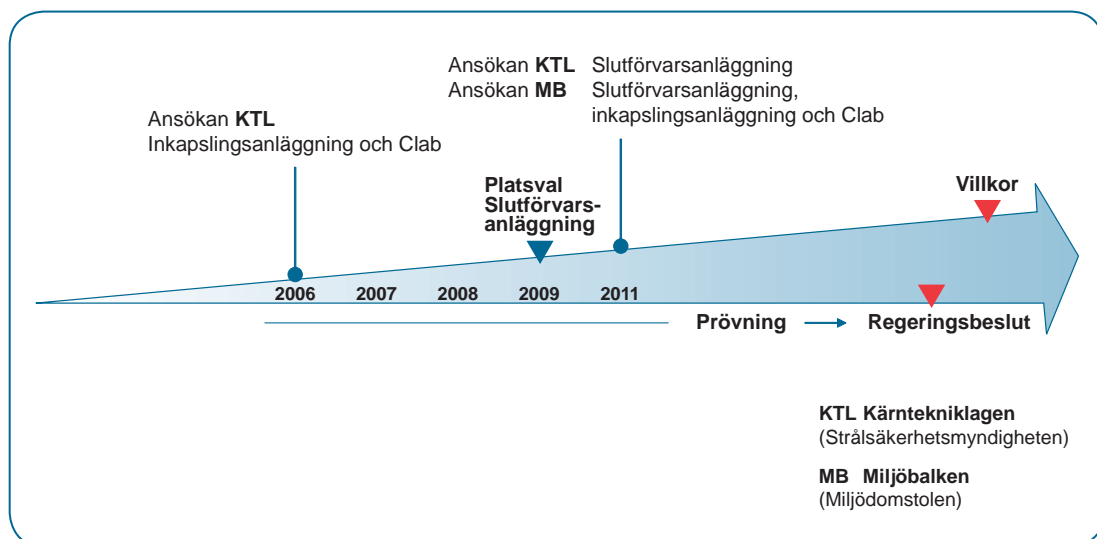 Ansökan KTL Slutförvarsanläggning
Ansökan MB Slutförvarsanläggning,
inkapslingsanläggning och Clab
Ansökan KTL
Inkapslingsanläggning och Clab
Platsval
Slutförvars-
anläggning
Villkor
2006 2007 2008 2009 2011
Prövning Regeringsbeslut
KTL Kärntekniklagen
(Strålsäkerhetsmyndigheten)
MB Miljöbalken
(Miljödomstolen)